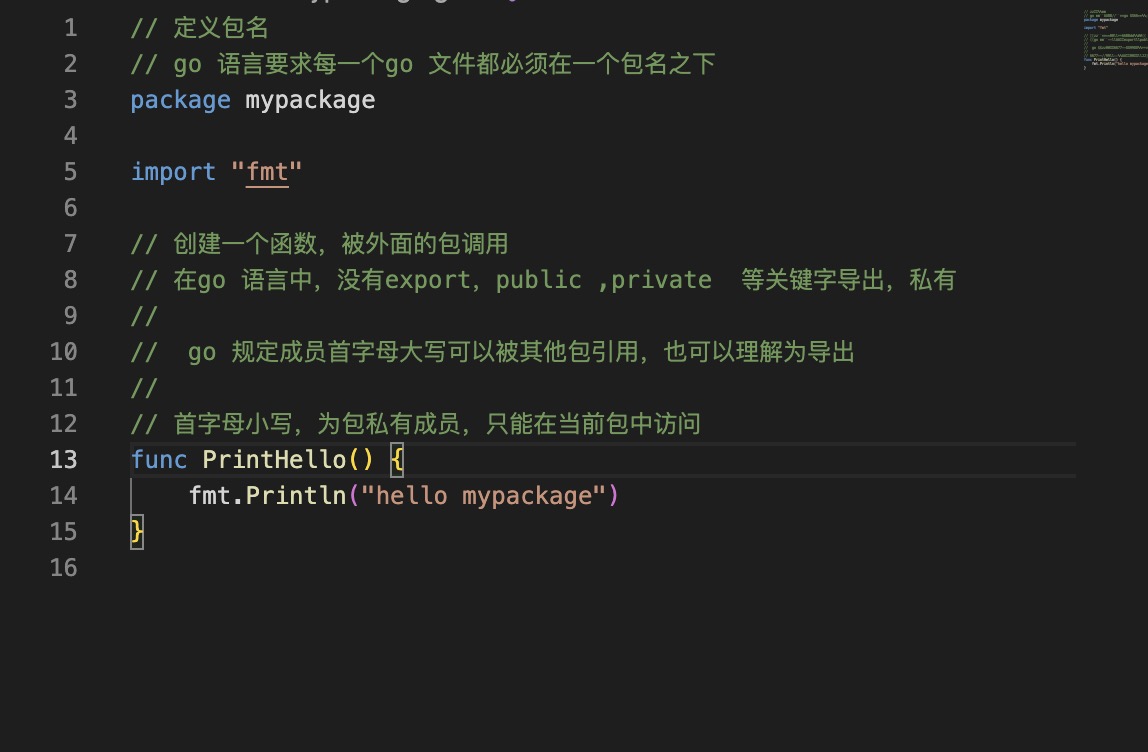 1 // 定义包名
2 // go 语言要求每一个go 文件都必须在一个包名之下
3 package mypackage
4
5 import "fmt"
6
7 // 创建一个函数，被外面的包调用
8 // 在go 语言中，没有export，public ,private  等关键字导出，私有
9 //
10 //  go 规定成员首字母大写可以被其他包引用，也可以理解为导出
11 //
12 // 首字母小写，为包私有成员，只能在当前包中访问
13 func PrintHello() {
14     fmt.Println("hello mypackage")
15 }
16